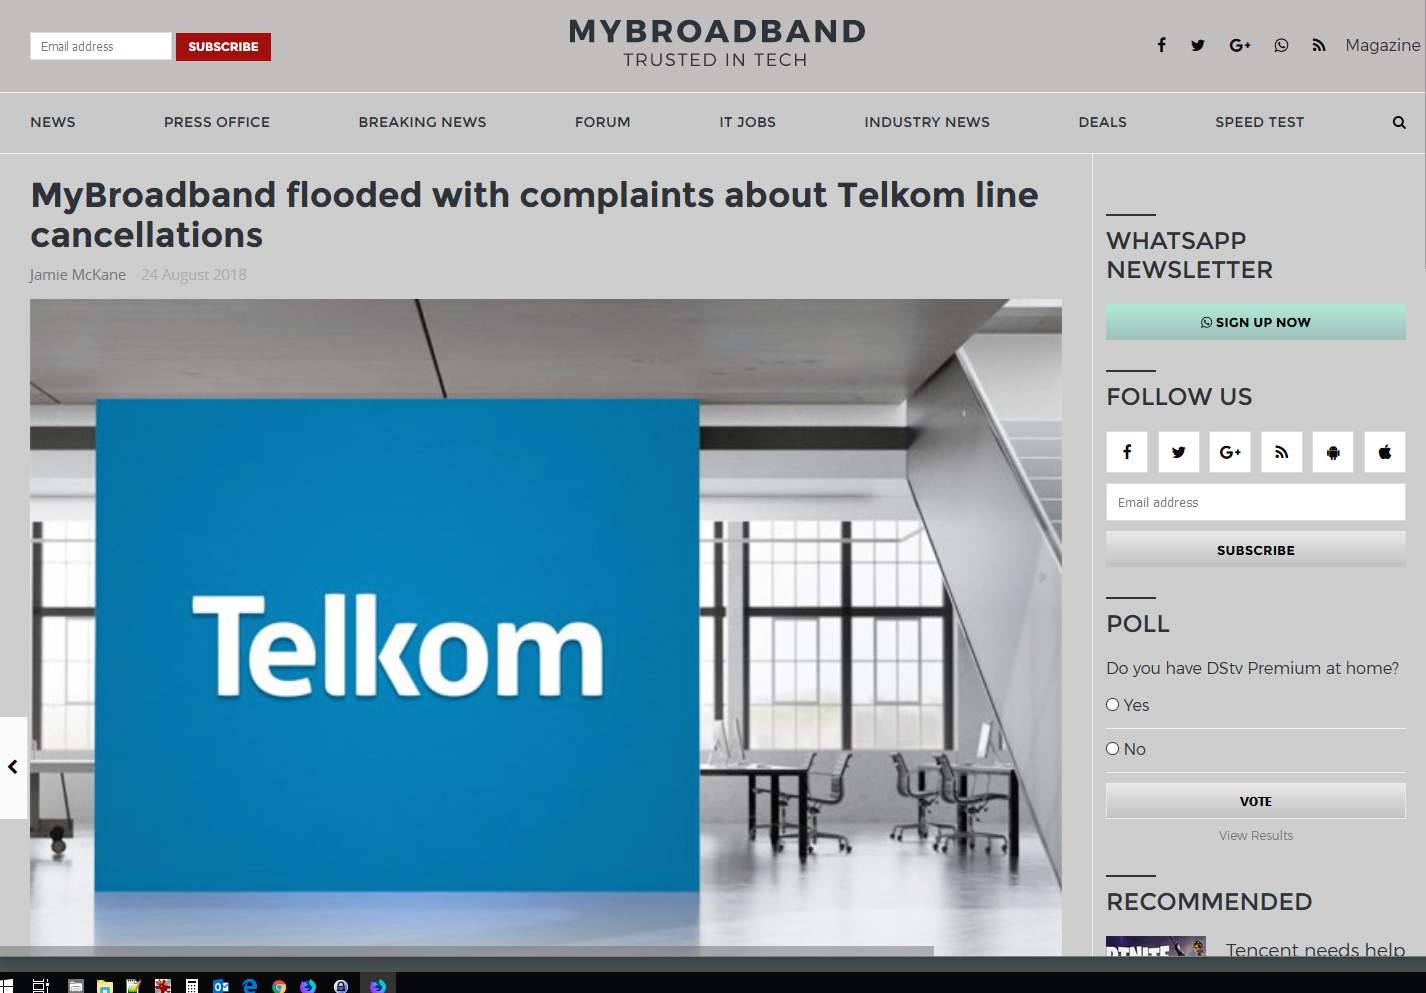 Email address
SUBSCRIBE
MYBROADBAND
TRUSTED IN TECH
Magazine
NEWS
PRESS OFFICE
BREAKING NEWS
FORUM
IT JOBS
INDUSTRY NEWS
DEALS
SPEED TEST
MyBroadband flooded with complaints about Telkom line
cancellations
Jamie McKane 24 August 2018
Telkom
WHATSAPP
NEWSLETTER
SIGN UP NOW
FOLLOW US
Email address
SUBSCRIBE
POLL
Do you have DStv Premium at home?
Yes
No
VOTE
View Results
RECOMMENDED
Tencent needs help